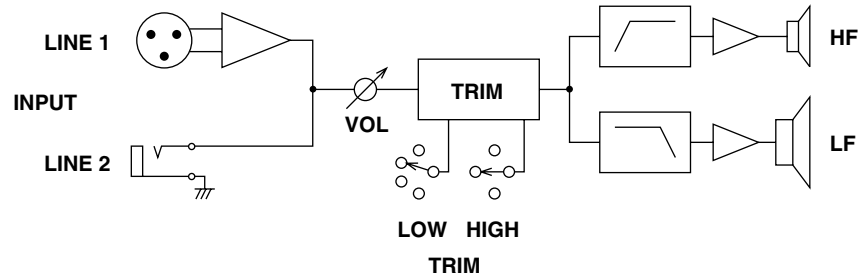 LINE 1
INPUT
LINE 2
VOL
TRIM
LOW
HIGH
TRIM
HF
LF